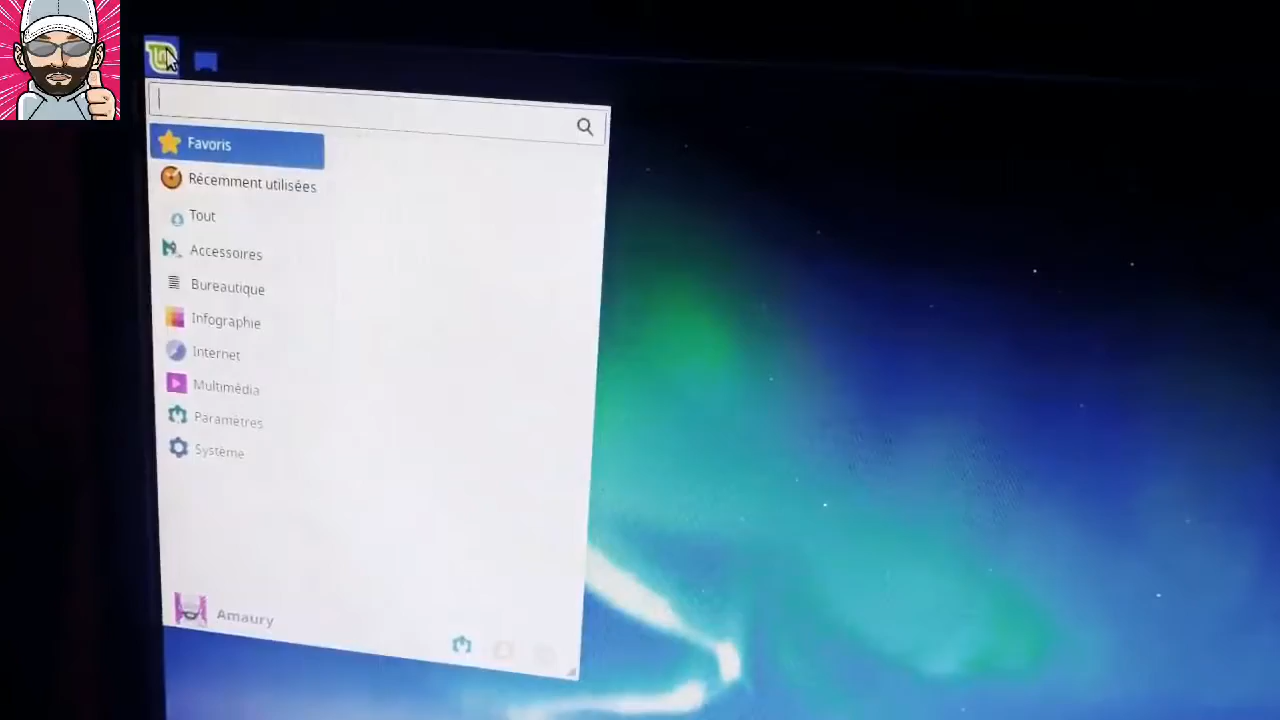 Favoris
Récemment utilisées
Tout
Accessoires
Bureautique
Infographie
Internet
Multimédia
Paramètres
Système
Amaury